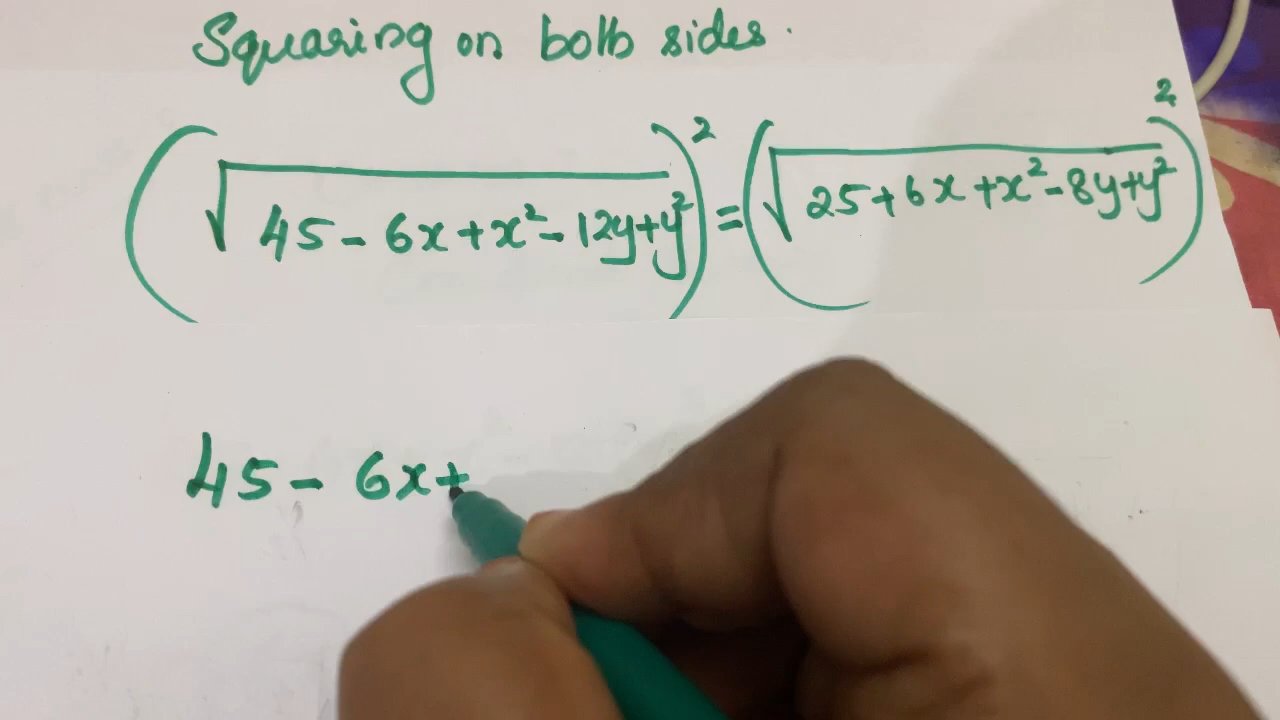 Squaring on both sides.
(√45 - 6x + x² - 12y + y²)² = (√25 + 6x + x² - 8y + y²)²
45 - 6x +